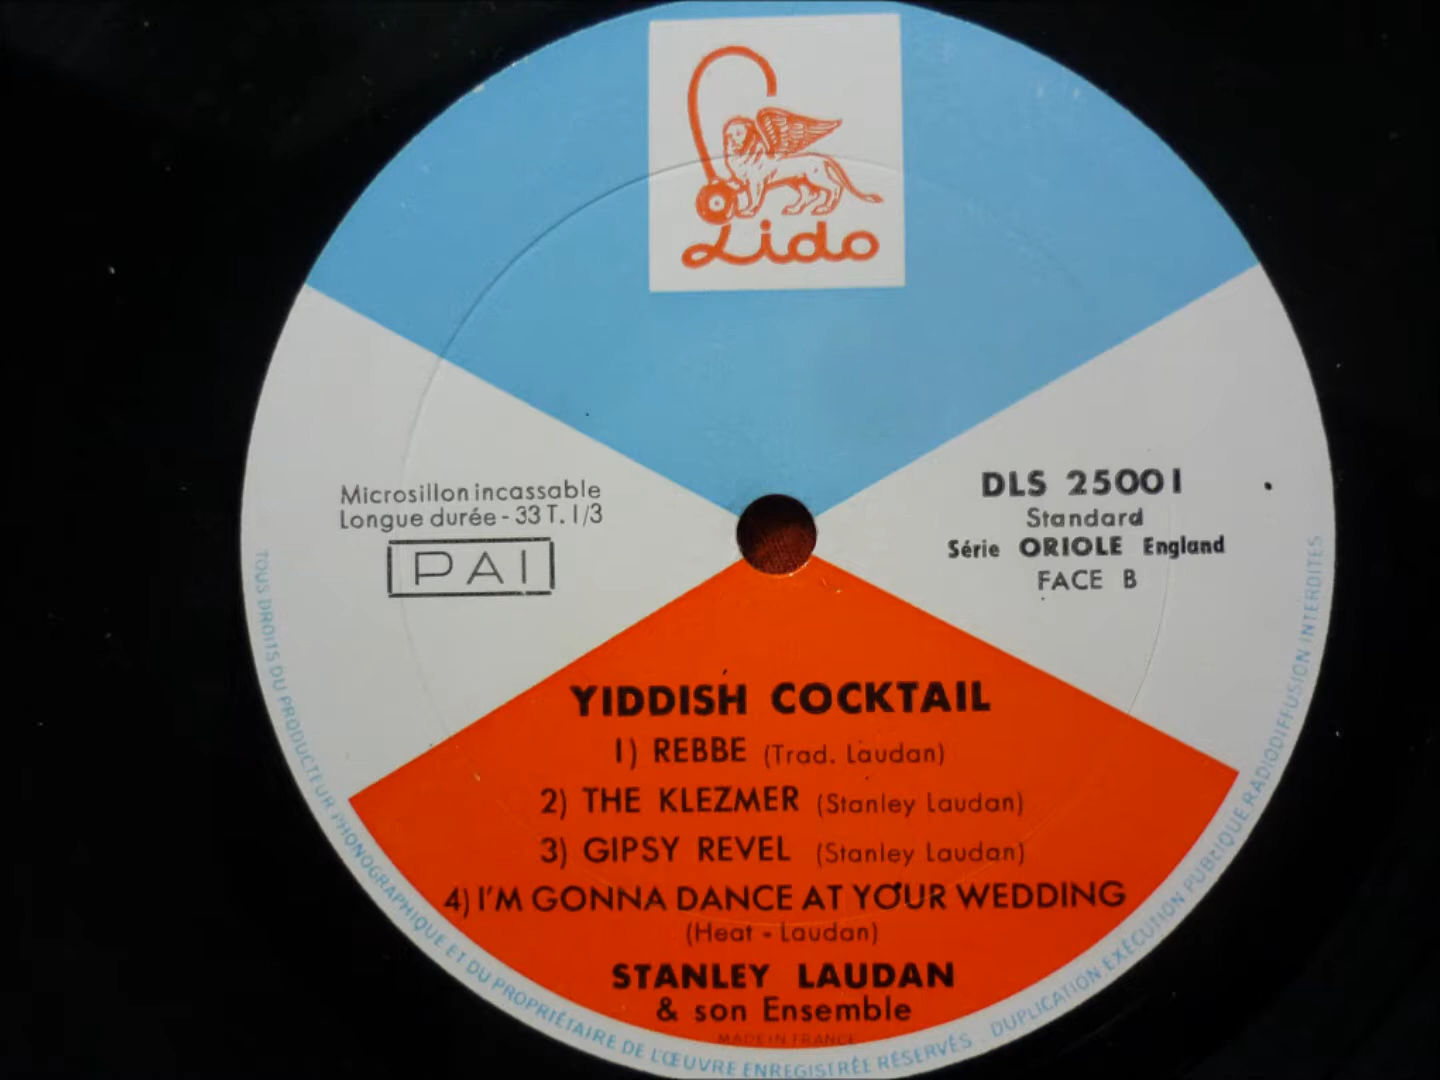 Lido
Microsillon incassable
Longue durée - 33 T. 1/3
PAI
DLS 25001
Standard
Série ORIOLE England
FACE B
YIDDISH COCKTAIL
1) REBBE (Trad. Laudan)
2) THE KLEZMER (Stanley Laudan)
3) GIPSY REVEL (Stanley Laudan)
4) I'M GONNA DANCE AT YOUR WEDDING
(Heat - Laudan)
STANLEY LAUDAN
& son Ensemble
MADE IN FRANCE
TOUS DROITS DU PRODUCTEUR PHONOGRAPHIQUE ET DU PROPRIÉTAIRE DE L'ŒUVRE ENREGISTRÉE RÉSERVÉS . DUPLICATION EXÉCUTION PUBLIQUE RADIODIFFUSION INTERDITES